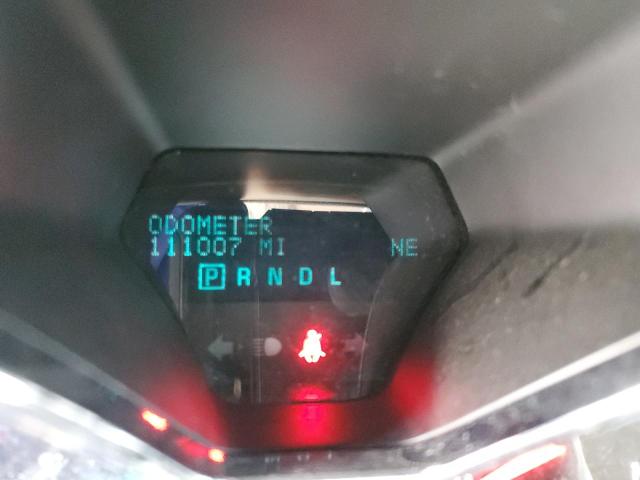 ODOMETER
111007 MI NE
P R N D L